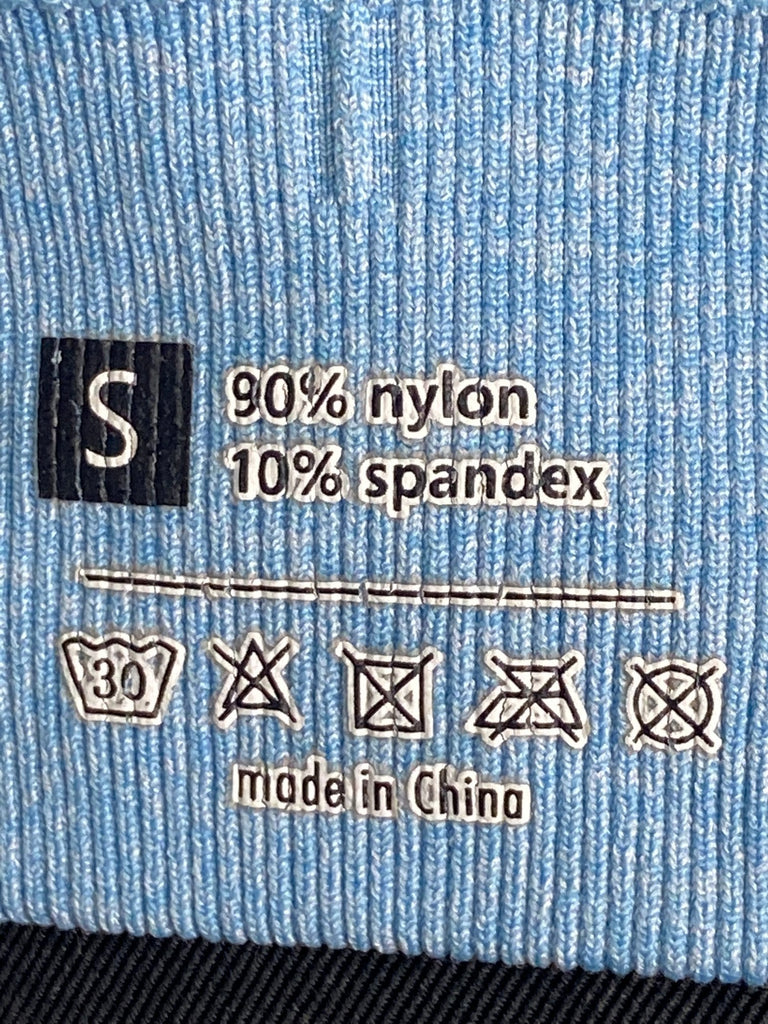 S
90% nylon
10% spandex
30
made in China